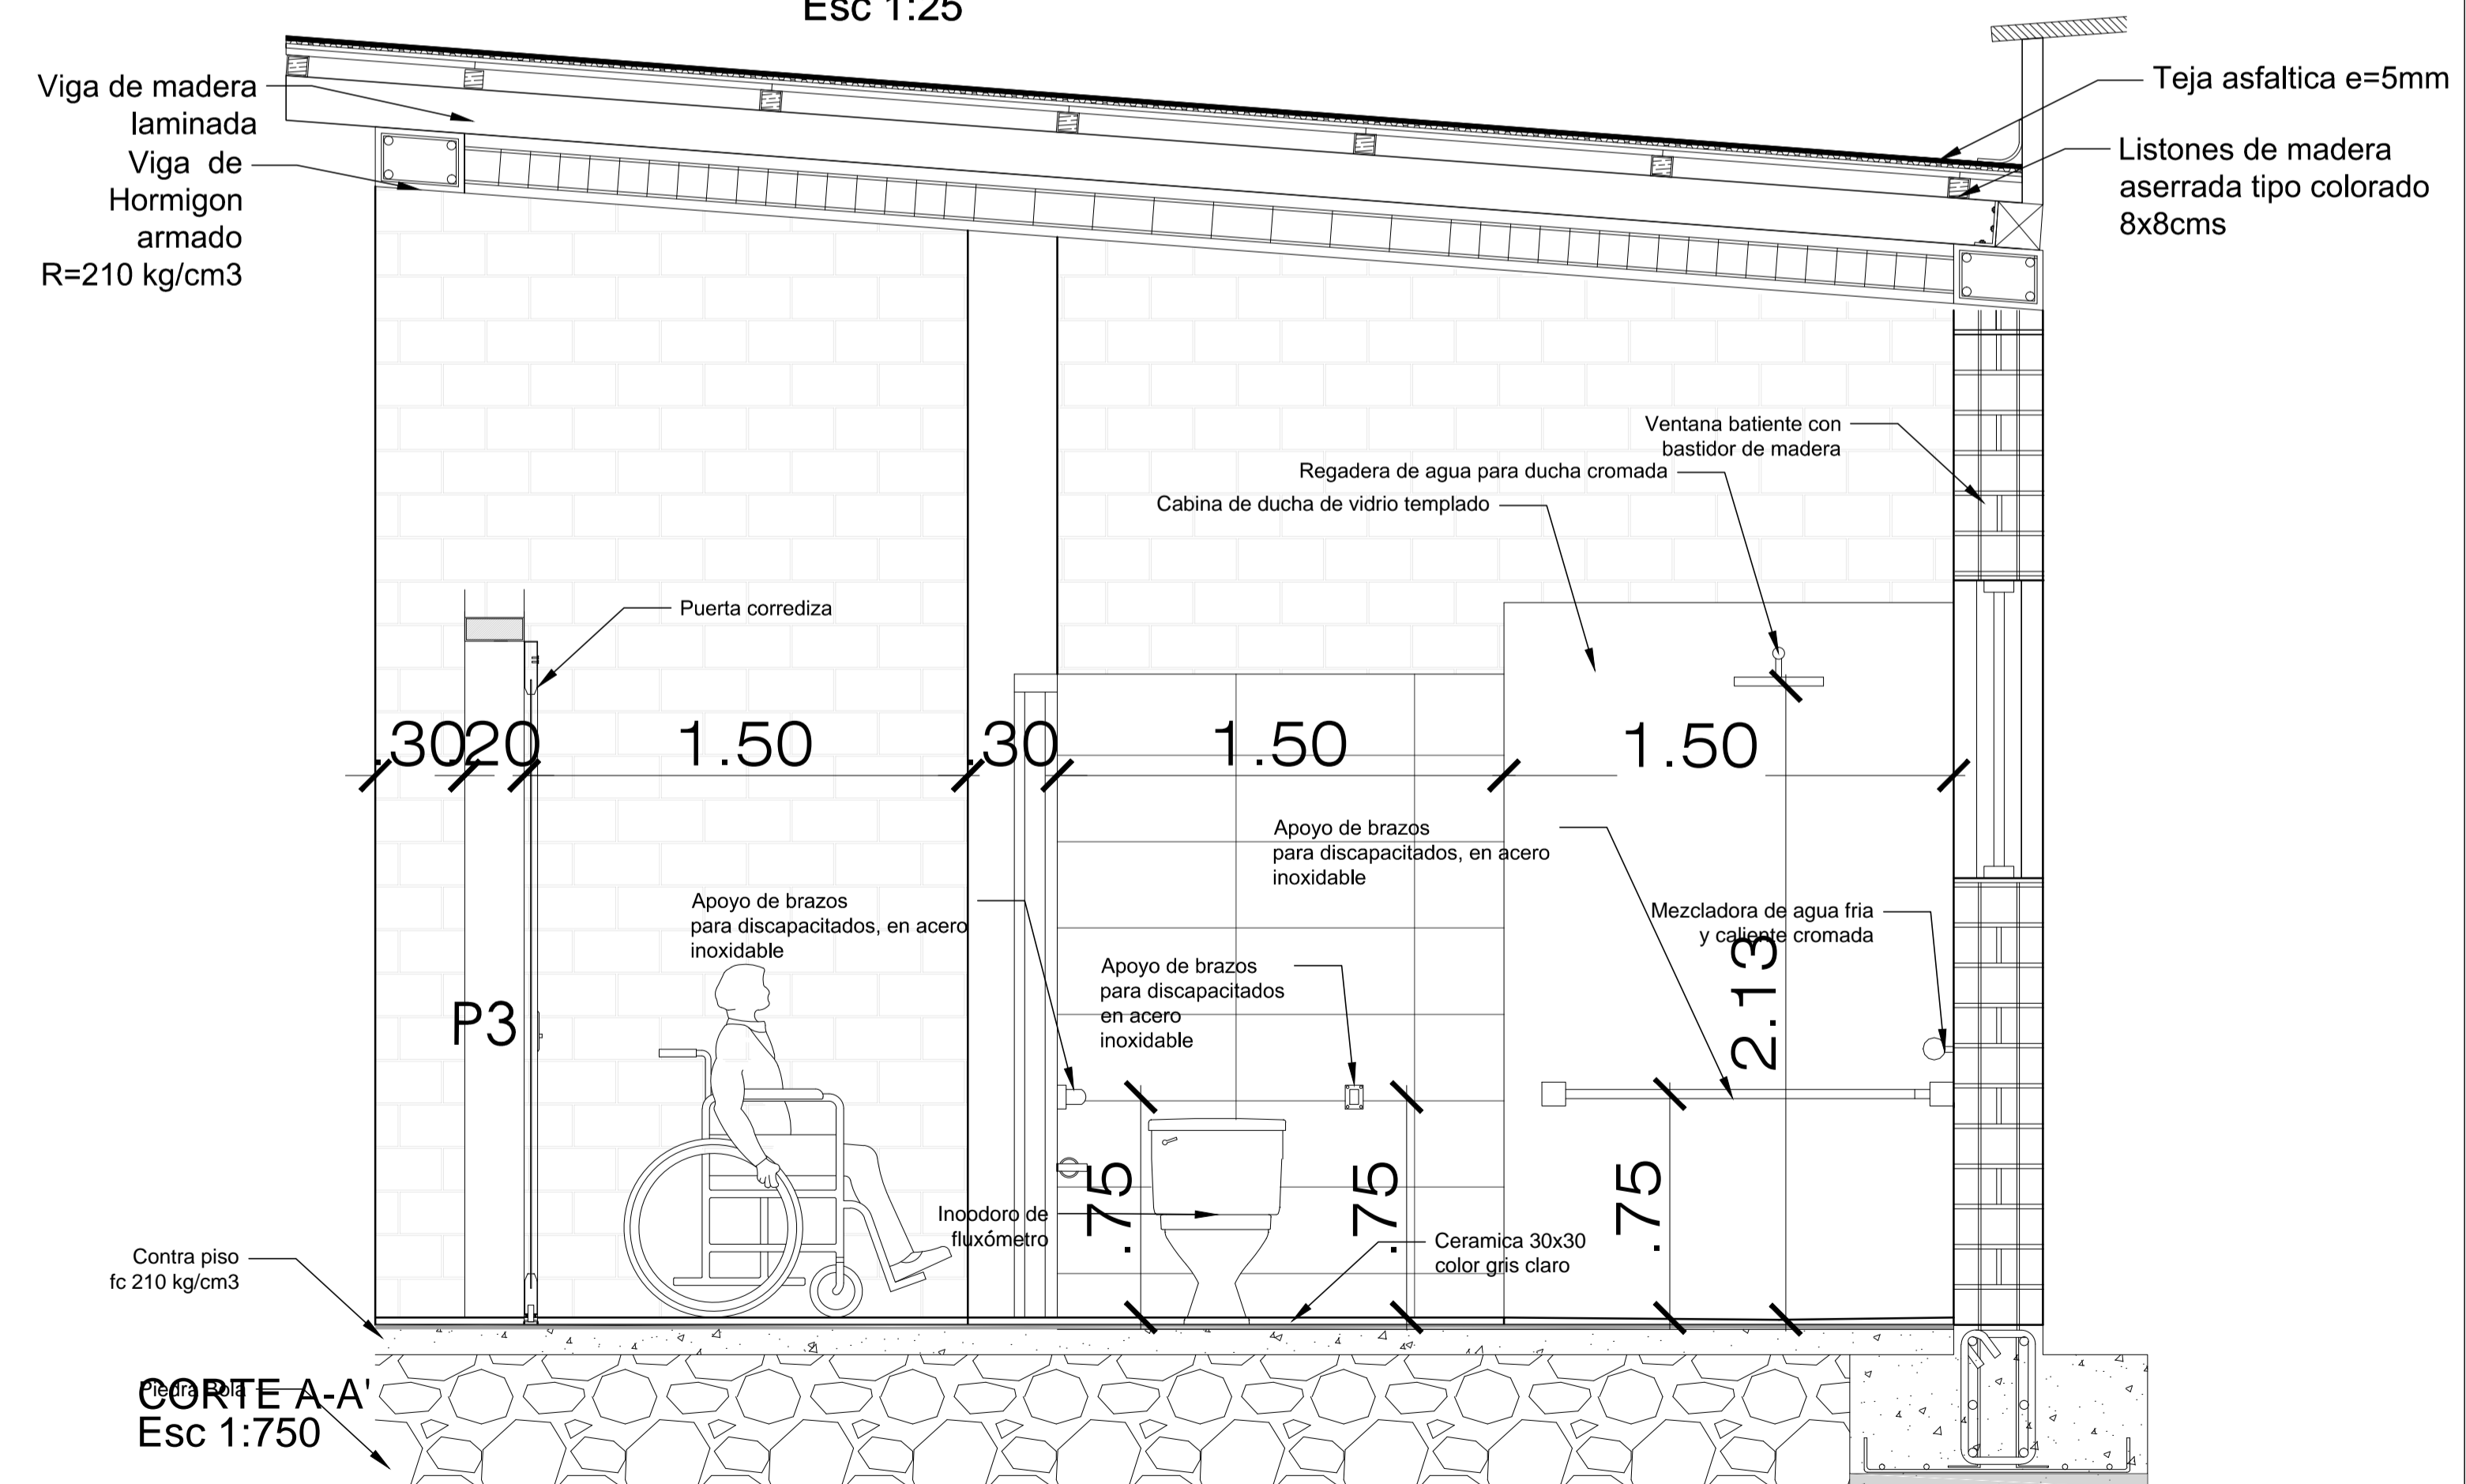 Esc 1:25
Viga de madera
laminada
Viga de
Hormigon
armado
R=210 kg/cm3
Teja asfaltica e=5mm
Listones de madera
aserrada tipo colorado
8x8cms
Ventana batiente con
bastidor de madera
Regadera de agua para ducha cromada
Cabina de ducha de vidrio templado
Puerta corrediza
.30
.20
1.50
.30
1.50
1.50
Apoyo de brazos
para discapacitados, en acero
inoxidable
Apoyo de brazos
para discapacitados, en acero
inoxidable
Mezcladora de agua fria
y caliente cromada
2.13
Apoyo de brazos
para discapacitados
en acero
inoxidable
P3
.75
.75
.75
Inoodoro de
fluxómetro
Ceramica 30x30
color gris claro
Contra piso
fc 210 kg/cm3
Piedra Bola
CORTE A-A'
Esc 1:750